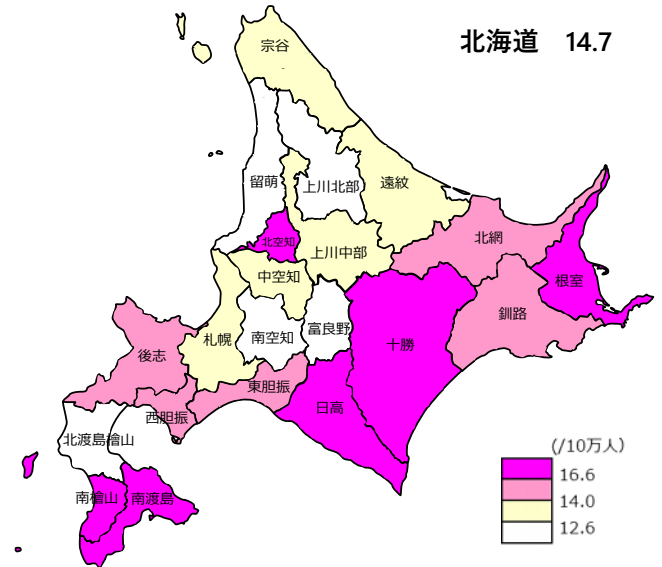 北海道 14.7
宗谷
留萌
上川北部
遠紋
北空知
上川中部
北網
中空知
根室
札幌
南空知
富良野
釧路
十勝
後志
東胆振
日高
西胆振
北渡島檜山
南檜山
南渡島
(/10万人)
16.6
14.0
12.6